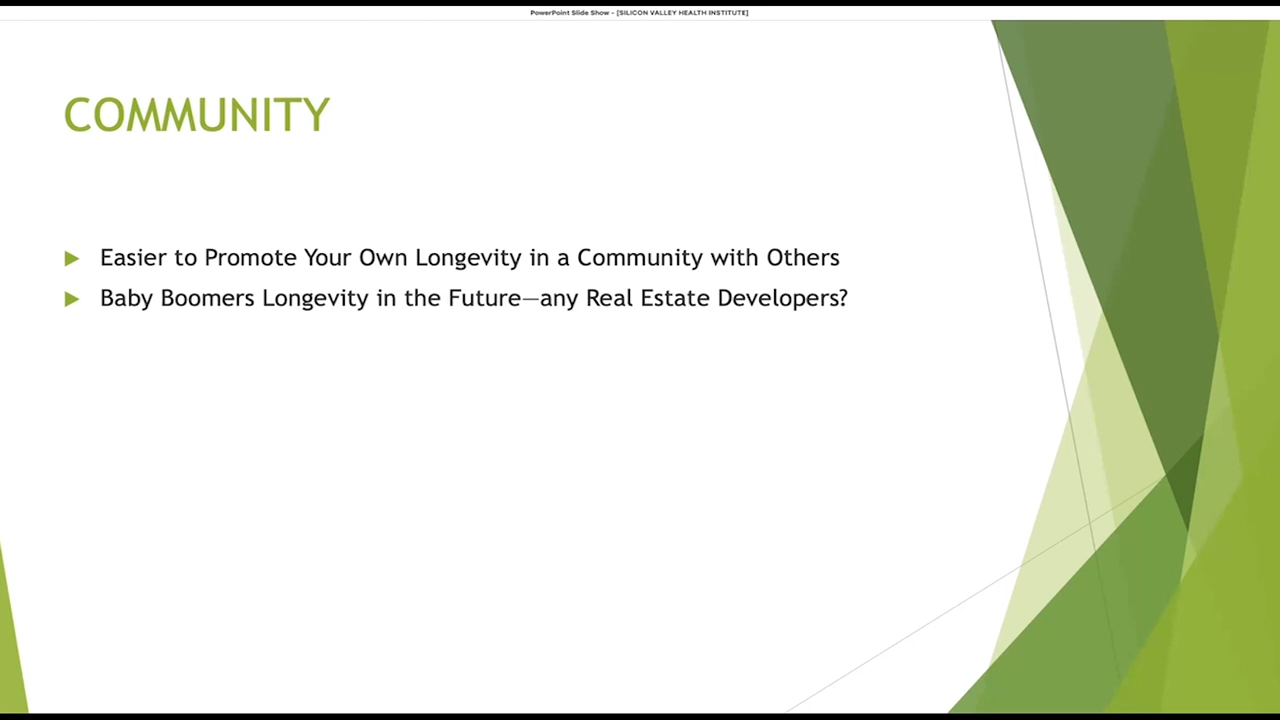 PowerPoint Slide Show - [SILICON VALLEY HEALTH INSTITUTE]
COMMUNITY
Easier to Promote Your Own Longevity in a Community with Others
Baby Boomers Longevity in the Future—any Real Estate Developers?